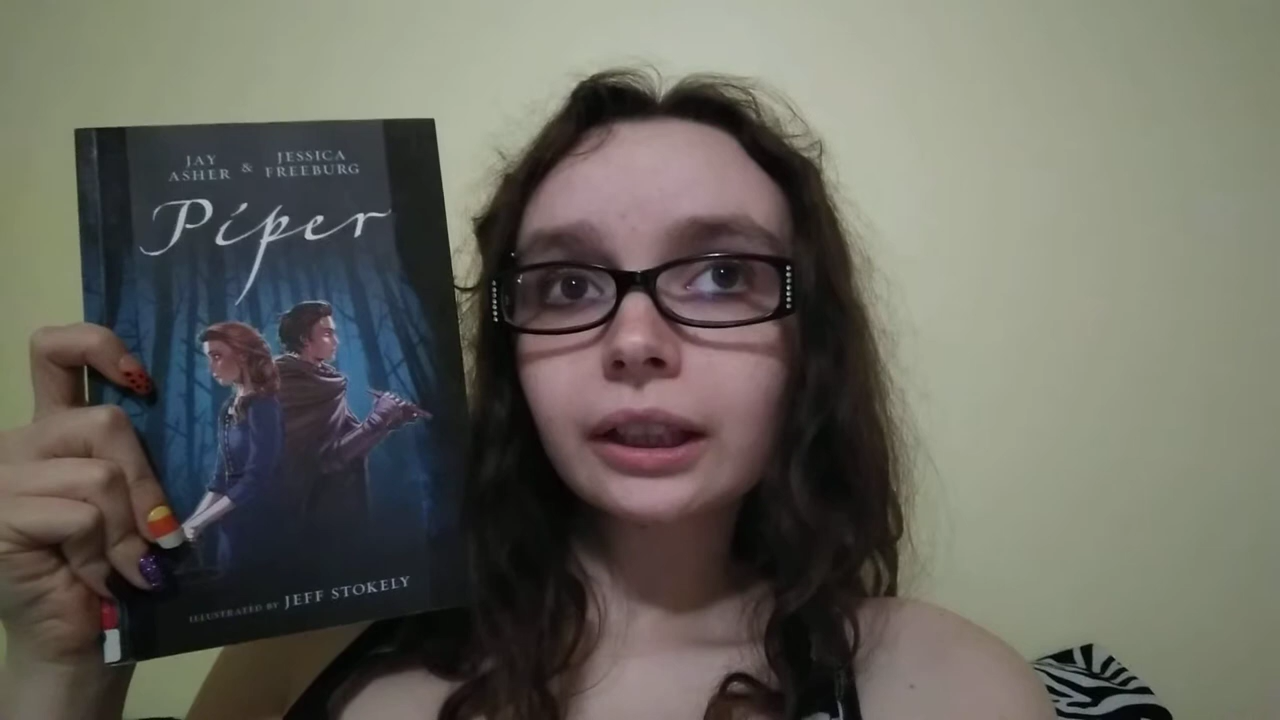 JAY ASHER & JESSICA FREEBURG
Piper
ILLUSTRATED BY JEFF STOKELY